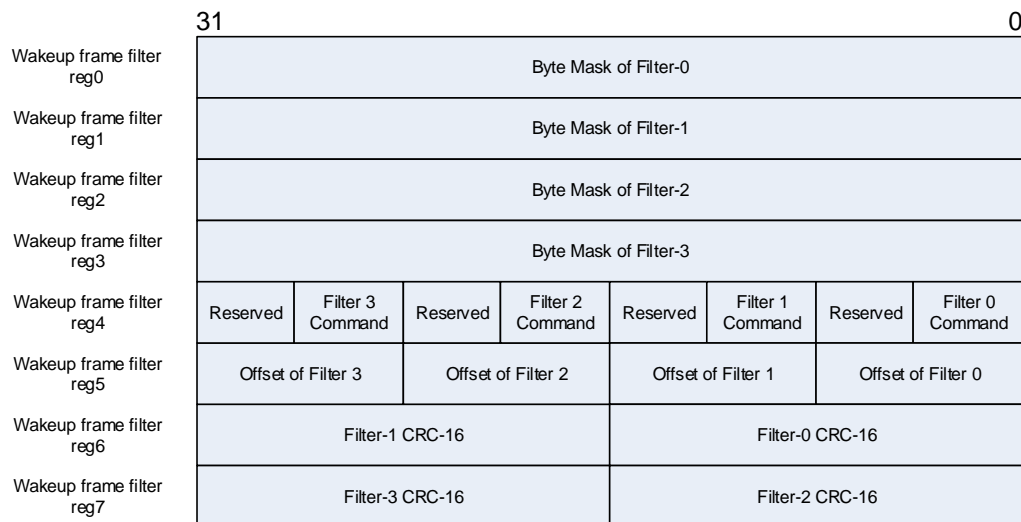 31 0
Wakeup frame filter
reg0
Byte Mask of Filter-0
Wakeup frame filter
reg1
Byte Mask of Filter-1
Wakeup frame filter
reg2
Byte Mask of Filter-2
Wakeup frame filter
reg3
Byte Mask of Filter-3
Wakeup frame filter
reg4
Reserved
Filter 3
Command
Reserved
Filter 2
Command
Reserved
Filter 1
Command
Reserved
Filter 0
Command
Wakeup frame filter
reg5
Offset of Filter 3
Offset of Filter 2
Offset of Filter 1
Offset of Filter 0
Wakeup frame filter
reg6
Filter-1 CRC-16
Filter-0 CRC-16
Wakeup frame filter
reg7
Filter-3 CRC-16
Filter-2 CRC-16